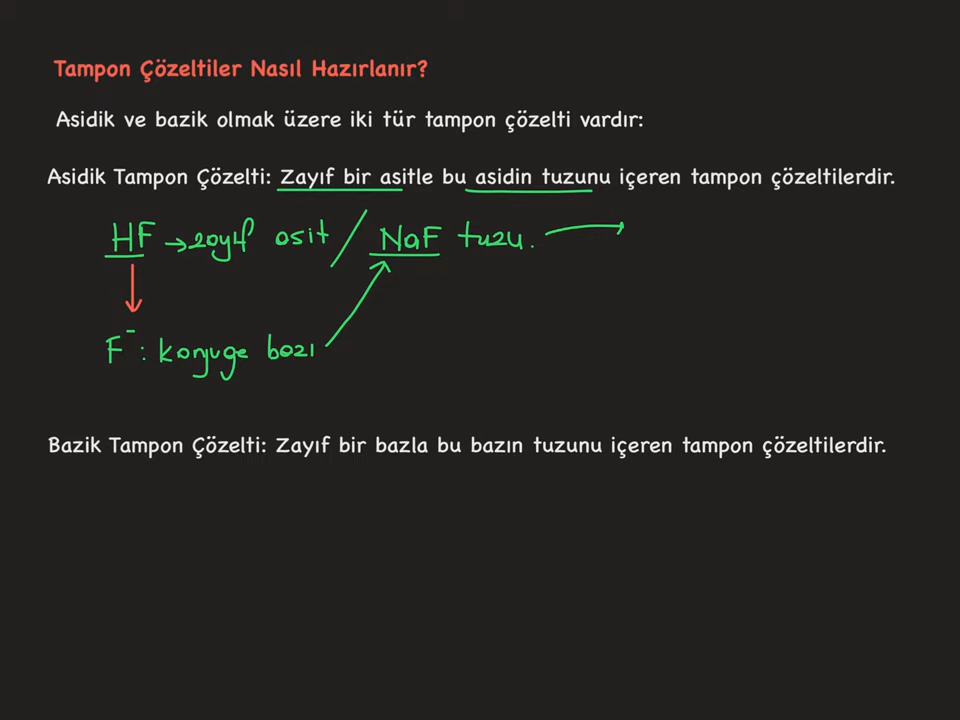 Tampon Çözeltiler Nasıl Hazırlanır?
Asidik ve bazik olmak üzere iki tür tampon çözelti vardır:
Asidik Tampon Çözelti: Zayıf bir asitle bu asidin tuzunu içeren tampon çözeltilerdir.
HF → zayıf asit / NaF tuzu. →
F⁻ : konjuge bazı
Bazik Tampon Çözelti: Zayıf bir bazla bu bazın tuzunu içeren tampon çözeltilerdir.